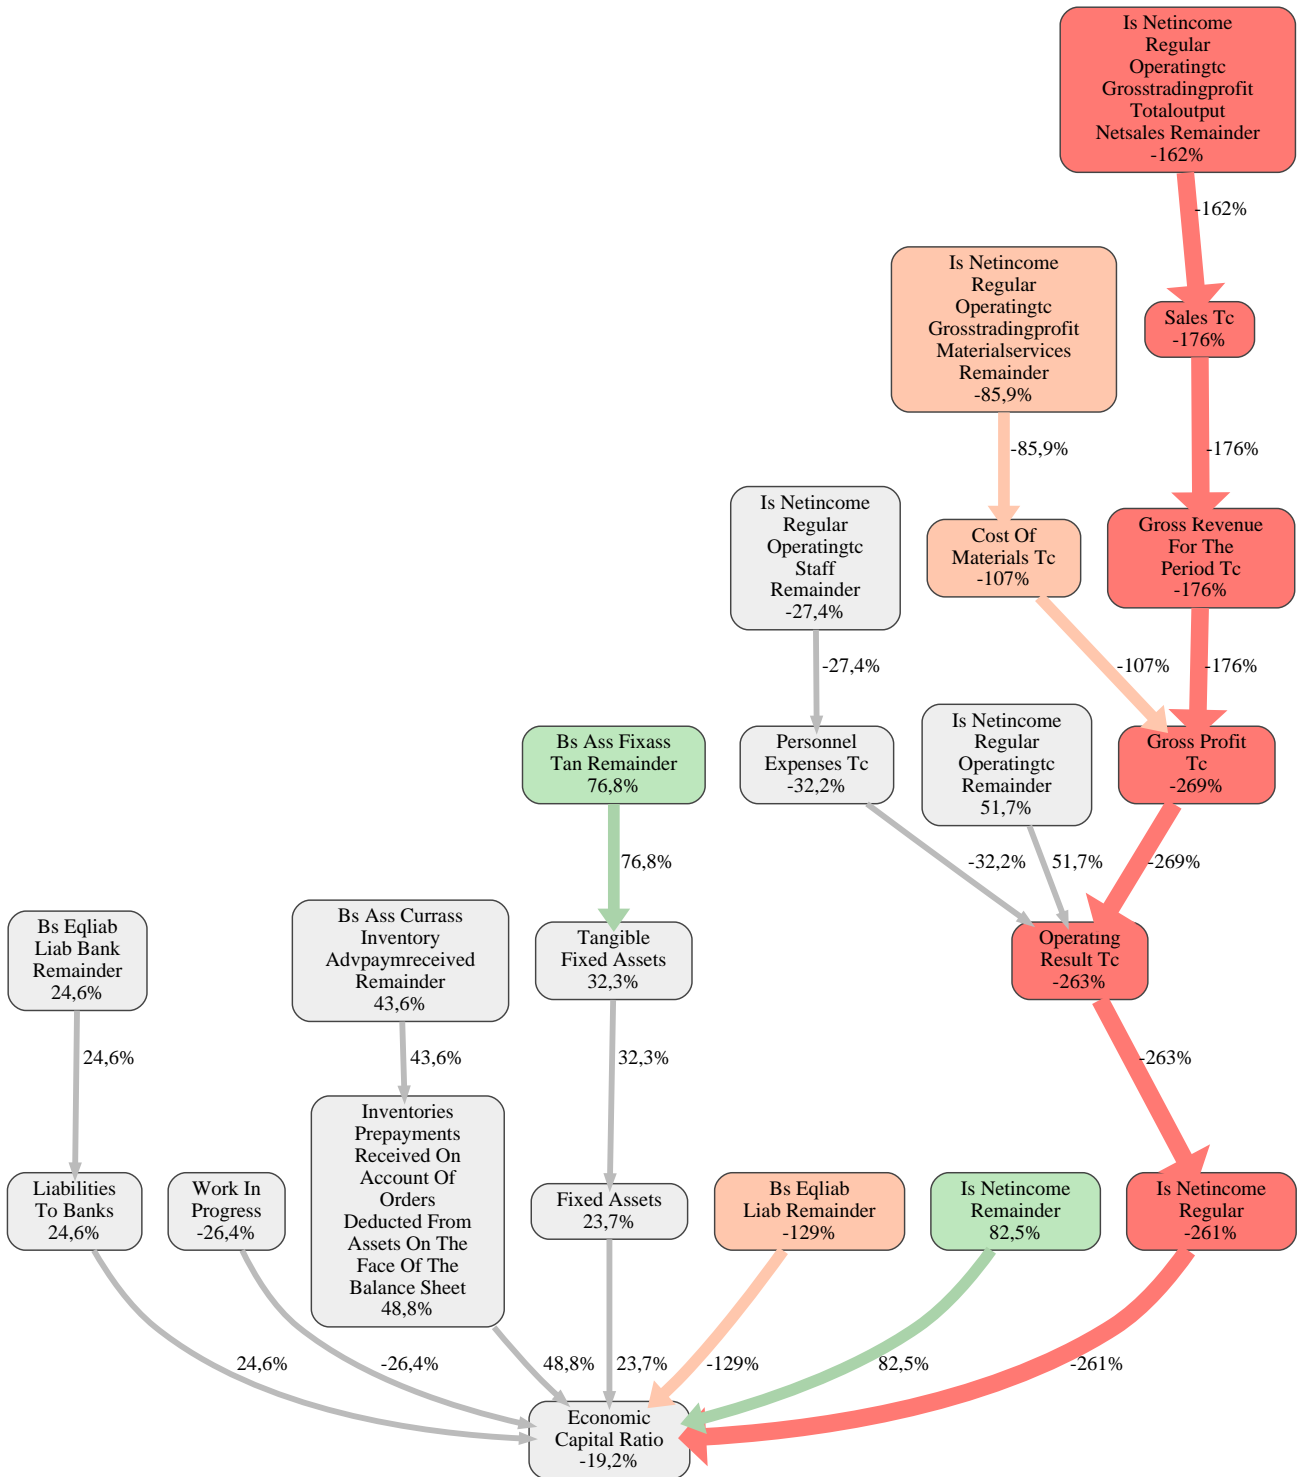 Is Netincome
Regular
Operatingtc
Grosstradingprofit
Totaloutput
Netsales Remainder
-162%
-162%
Is Netincome
Regular
Operatingtc
Grosstradingprofit
Materialservices
Remainder
-85,9%
Sales Tc
-176%
-85,9%
-176%
Is Netincome
Regular
Operatingtc
Staff
Remainder
-27,4%
Cost Of
Materials Tc
-107%
Gross Revenue
For The
Period Tc
-176%
-27,4%
-107%
-176%
Bs Ass Fixass
Tan Remainder
76,8%
Personnel
Expenses Tc
-32,2%
Is Netincome
Regular
Operatingtc
Remainder
51,7%
Gross Profit
Tc
-269%
76,8%
-32,2%
51,7%
-269%
Bs Eqliab
Liab Bank
Remainder
24,6%
Bs Ass Currass
Inventory
Advpaymreceived
Remainder
43,6%
Tangible
Fixed Assets
32,3%
Operating
Result Tc
-263%
24,6%
43,6%
32,3%
-263%
Liabilities
To Banks
24,6%
Work In
Progress
-26,4%
Inventories
Prepayments
Received On
Account Of
Orders
Deducted From
Assets On The
Face Of The
Balance Sheet
48,8%
Fixed Assets
23,7%
Bs Eqliab
Liab Remainder
-129%
Is Netincome
Remainder
82,5%
Is Netincome
Regular
-261%
24,6%
-26,4%
48,8%
23,7%
-129%
82,5%
-261%
Economic
Capital Ratio
-19,2%